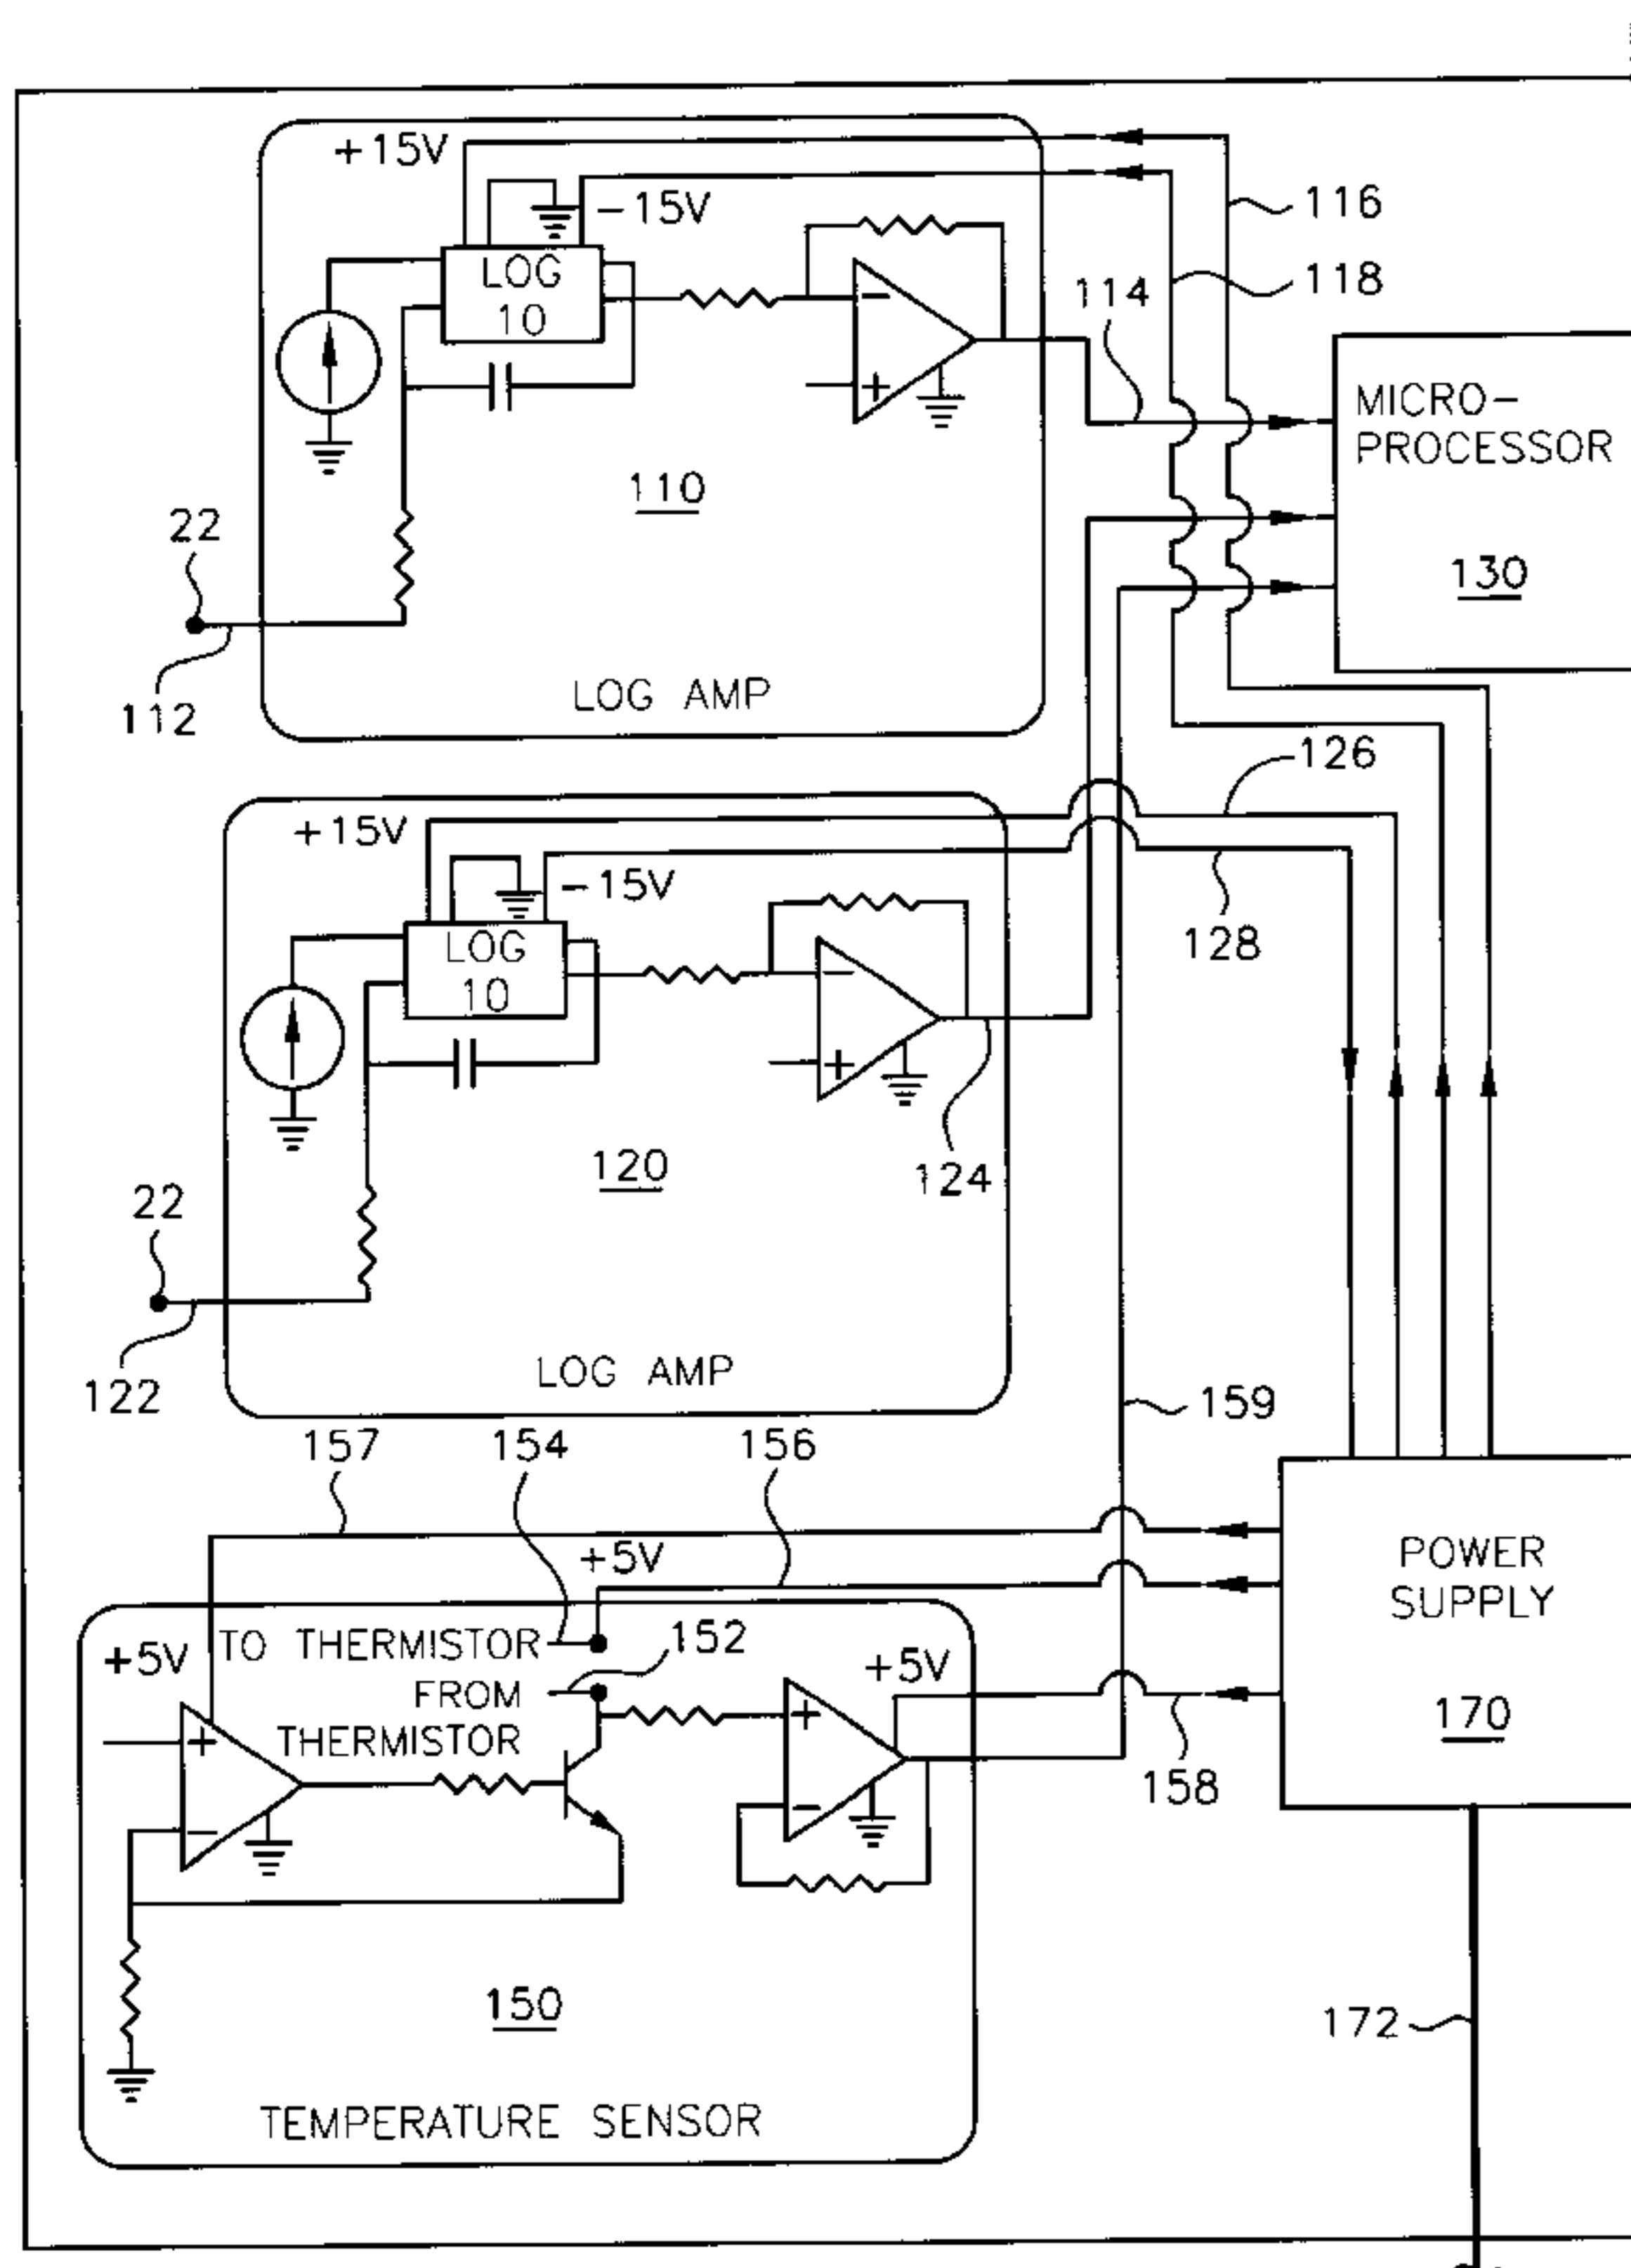 +15V
-15V
116
LOG
10
118
114
MICRO-
PROCESSOR
110
22
130
112
LOG AMP
126
+15V
-15V
128
LOG
10
120
124
22
122
LOG AMP
159
157
154
156
+5V
POWER
SUPPLY
+5V
TO THERMISTOR
152
+5V
FROM
THERMISTOR
170
158
150
172
TEMPERATURE SENSOR